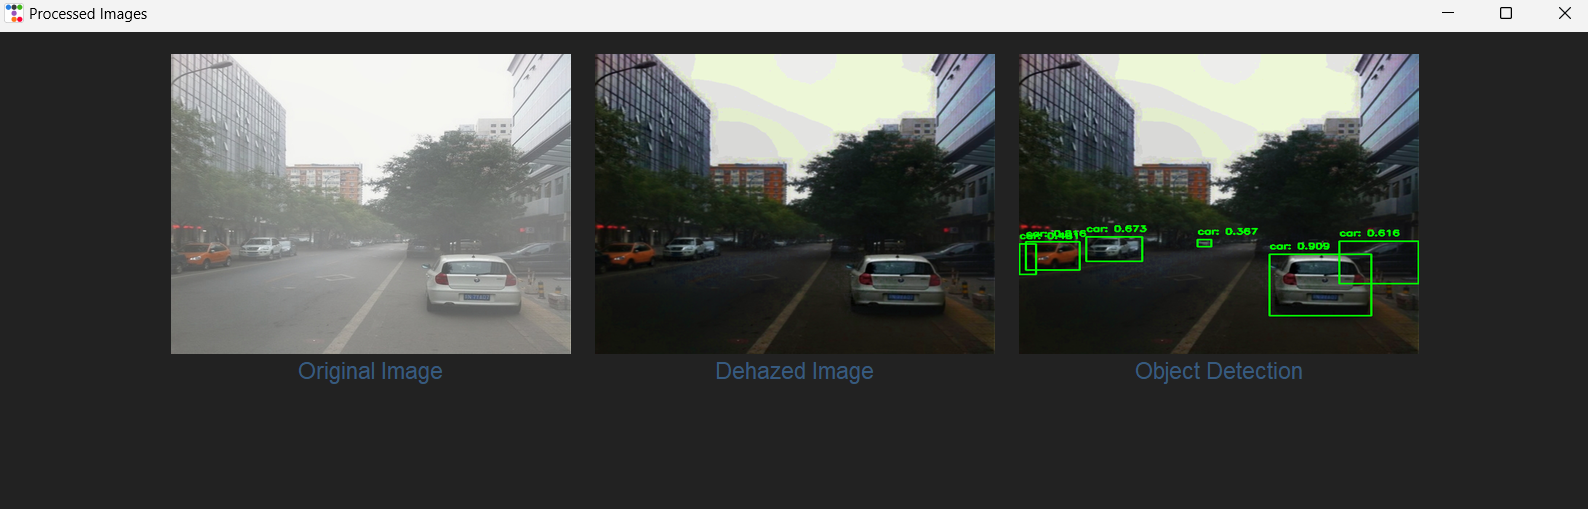 Processed Images
car: 0.673
car: 0.367
car: 0.616
car: 0.909
Original Image
Dehazed Image
Object Detection